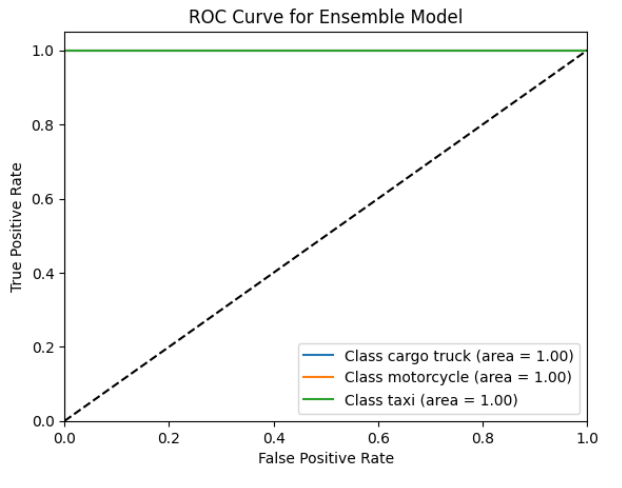 ROC Curve for Ensemble Model
1.0
0.8
0.6
0.4
0.2
0.0
True Positive Rate
Class cargo truck (area = 1.00)
Class motorcycle (area = 1.00)
Class taxi (area = 1.00)
0.0 0.2 0.4 0.6 0.8 1.0
False Positive Rate